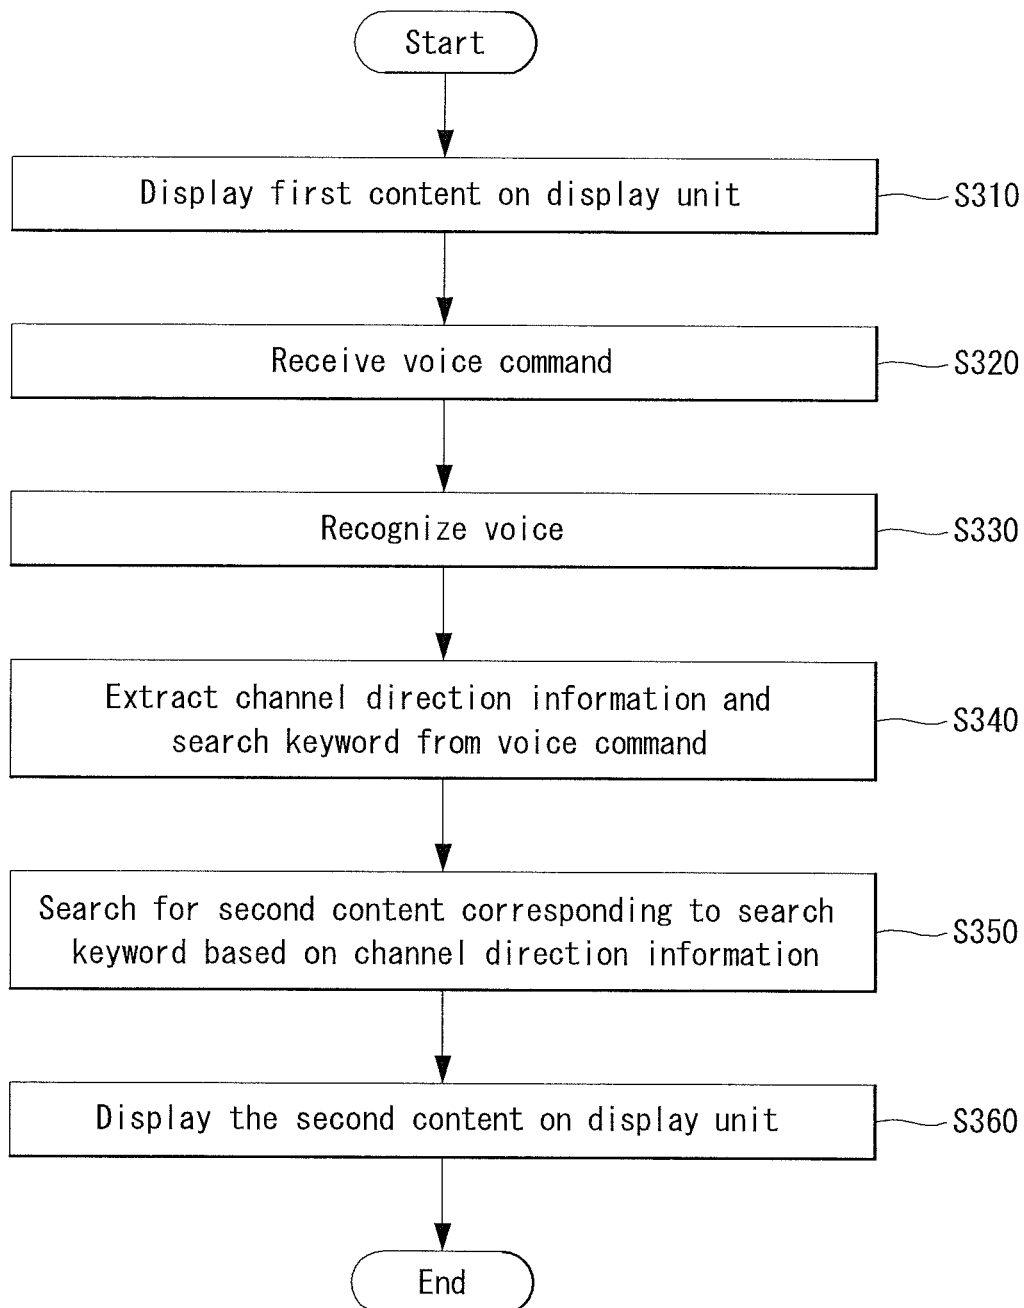 Start
Display first content on display unit
S310
Receive voice command
S320
Recognize voice
S330
Extract channel direction information and
search keyword from voice command
S340
Search for second content corresponding to search
keyword based on channel direction information
S350
Display the second content on display unit
S360
End